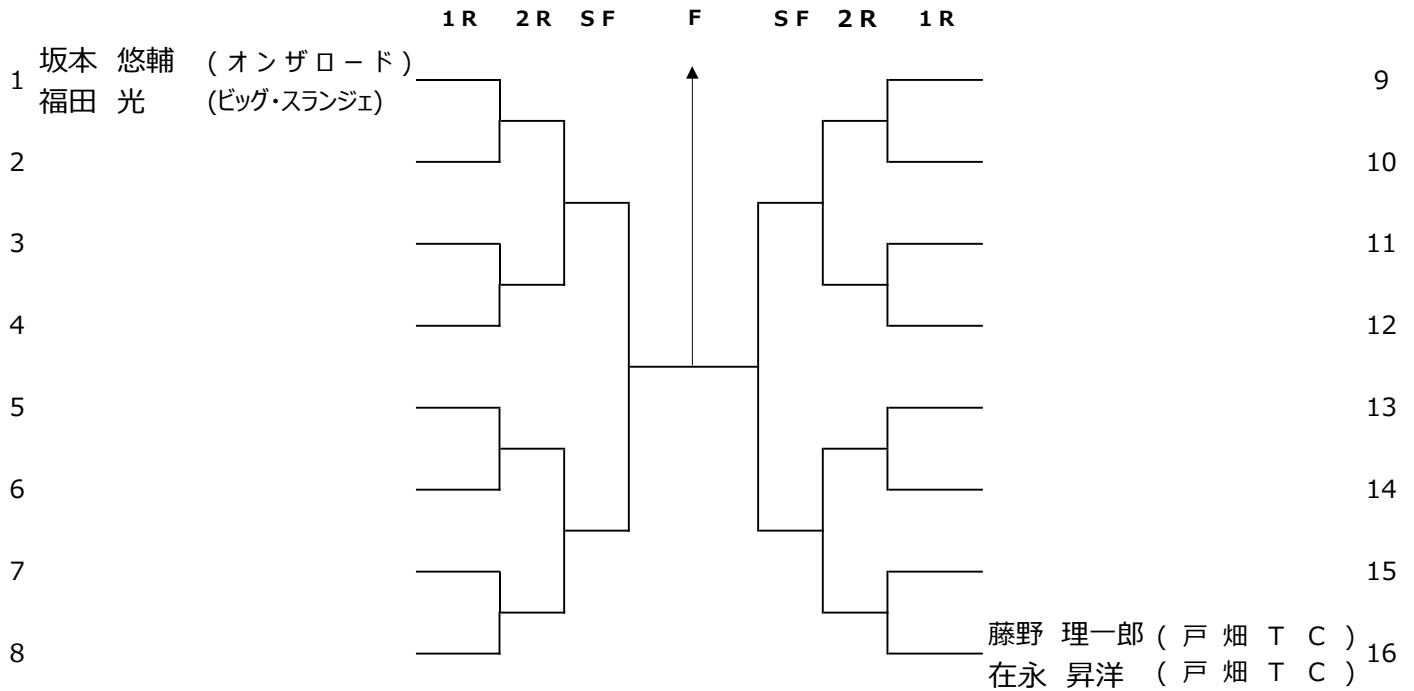 1R 2R SF F SF 2R 1R
坂本 悠輔 (オンザロード)
1 9
福田 光 (ビッグ・スランジェ)
2 10
3 11
4 12
5 13
6 14
7 15
藤野 理一郎 (戸畑TC)
8 16
在永 昇洋 (戸畑TC)